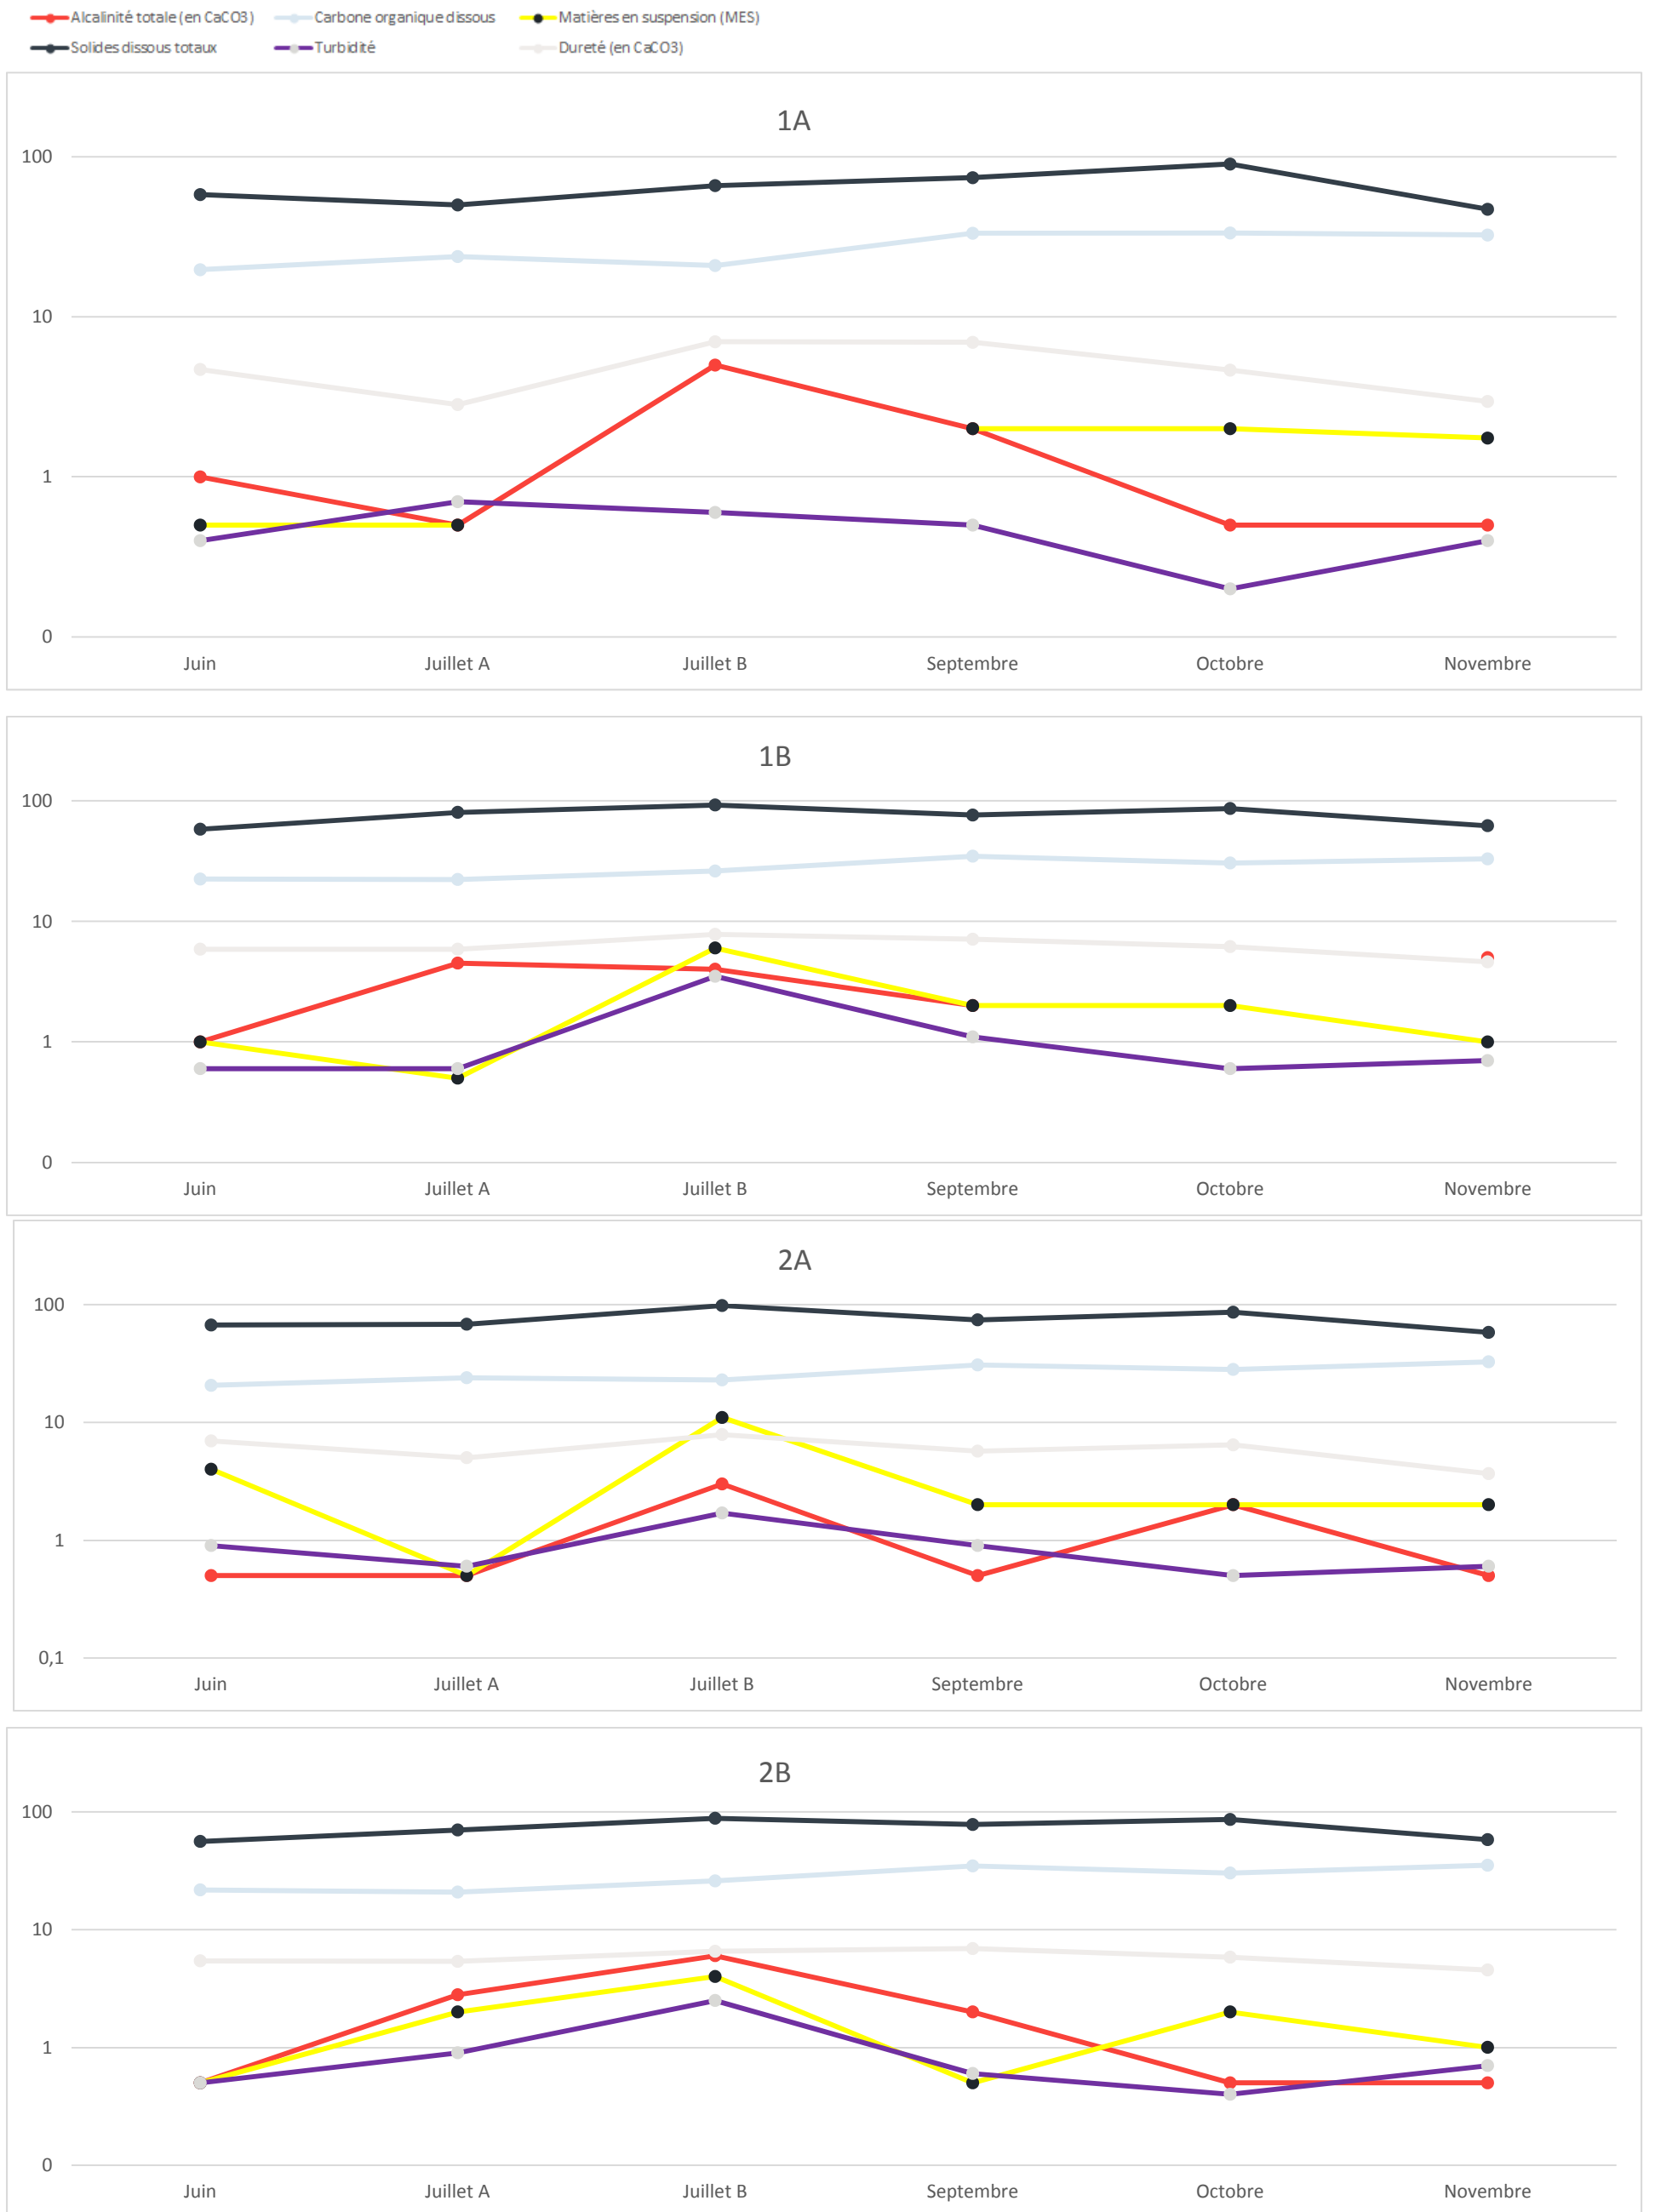 Alcalinité totale (en CaCO3) Carbone organique dissous Matières en suspension (MES)
Solides dissous totaux Turbidité Dureté (en CaCO3)
1A
100
10
1
0
Juin Juillet A Juillet B Septembre Octobre Novembre
1B
100
10
1
0
Juin Juillet A Juillet B Septembre Octobre Novembre
2A
100
10
1
0,1
Juin Juillet A Juillet B Septembre Octobre Novembre
2B
100
10
1
0
Juin Juillet A Juillet B Septembre Octobre Novembre